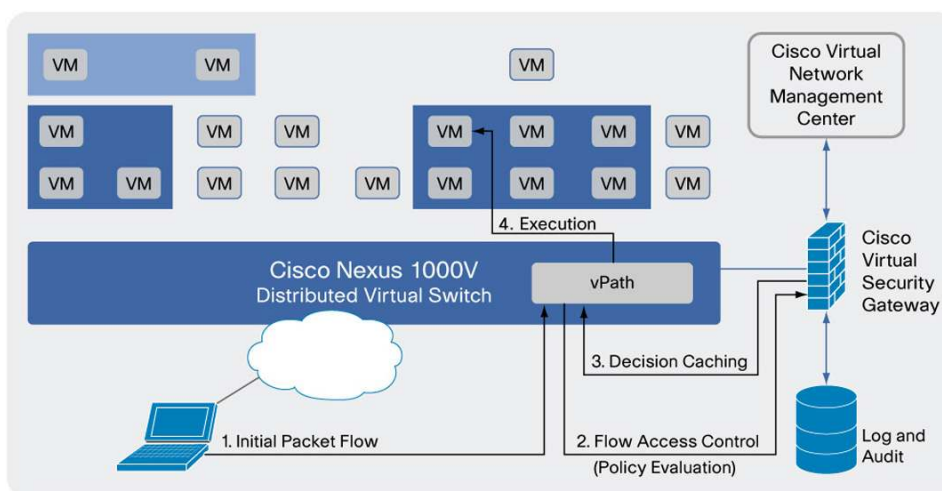 VM VM VM
VM VM VM VM VM VM VM
VM VM VM VM VM VM VM VM VM
4. Execution
Cisco Nexus 1000V
Distributed Virtual Switch
vPath
Cisco Virtual
Network
Management
Center
Cisco
Virtual
Security
Gateway
3. Decision Caching
1. Initial Packet Flow
2. Flow Access Control
(Policy Evaluation)
Log and
Audit